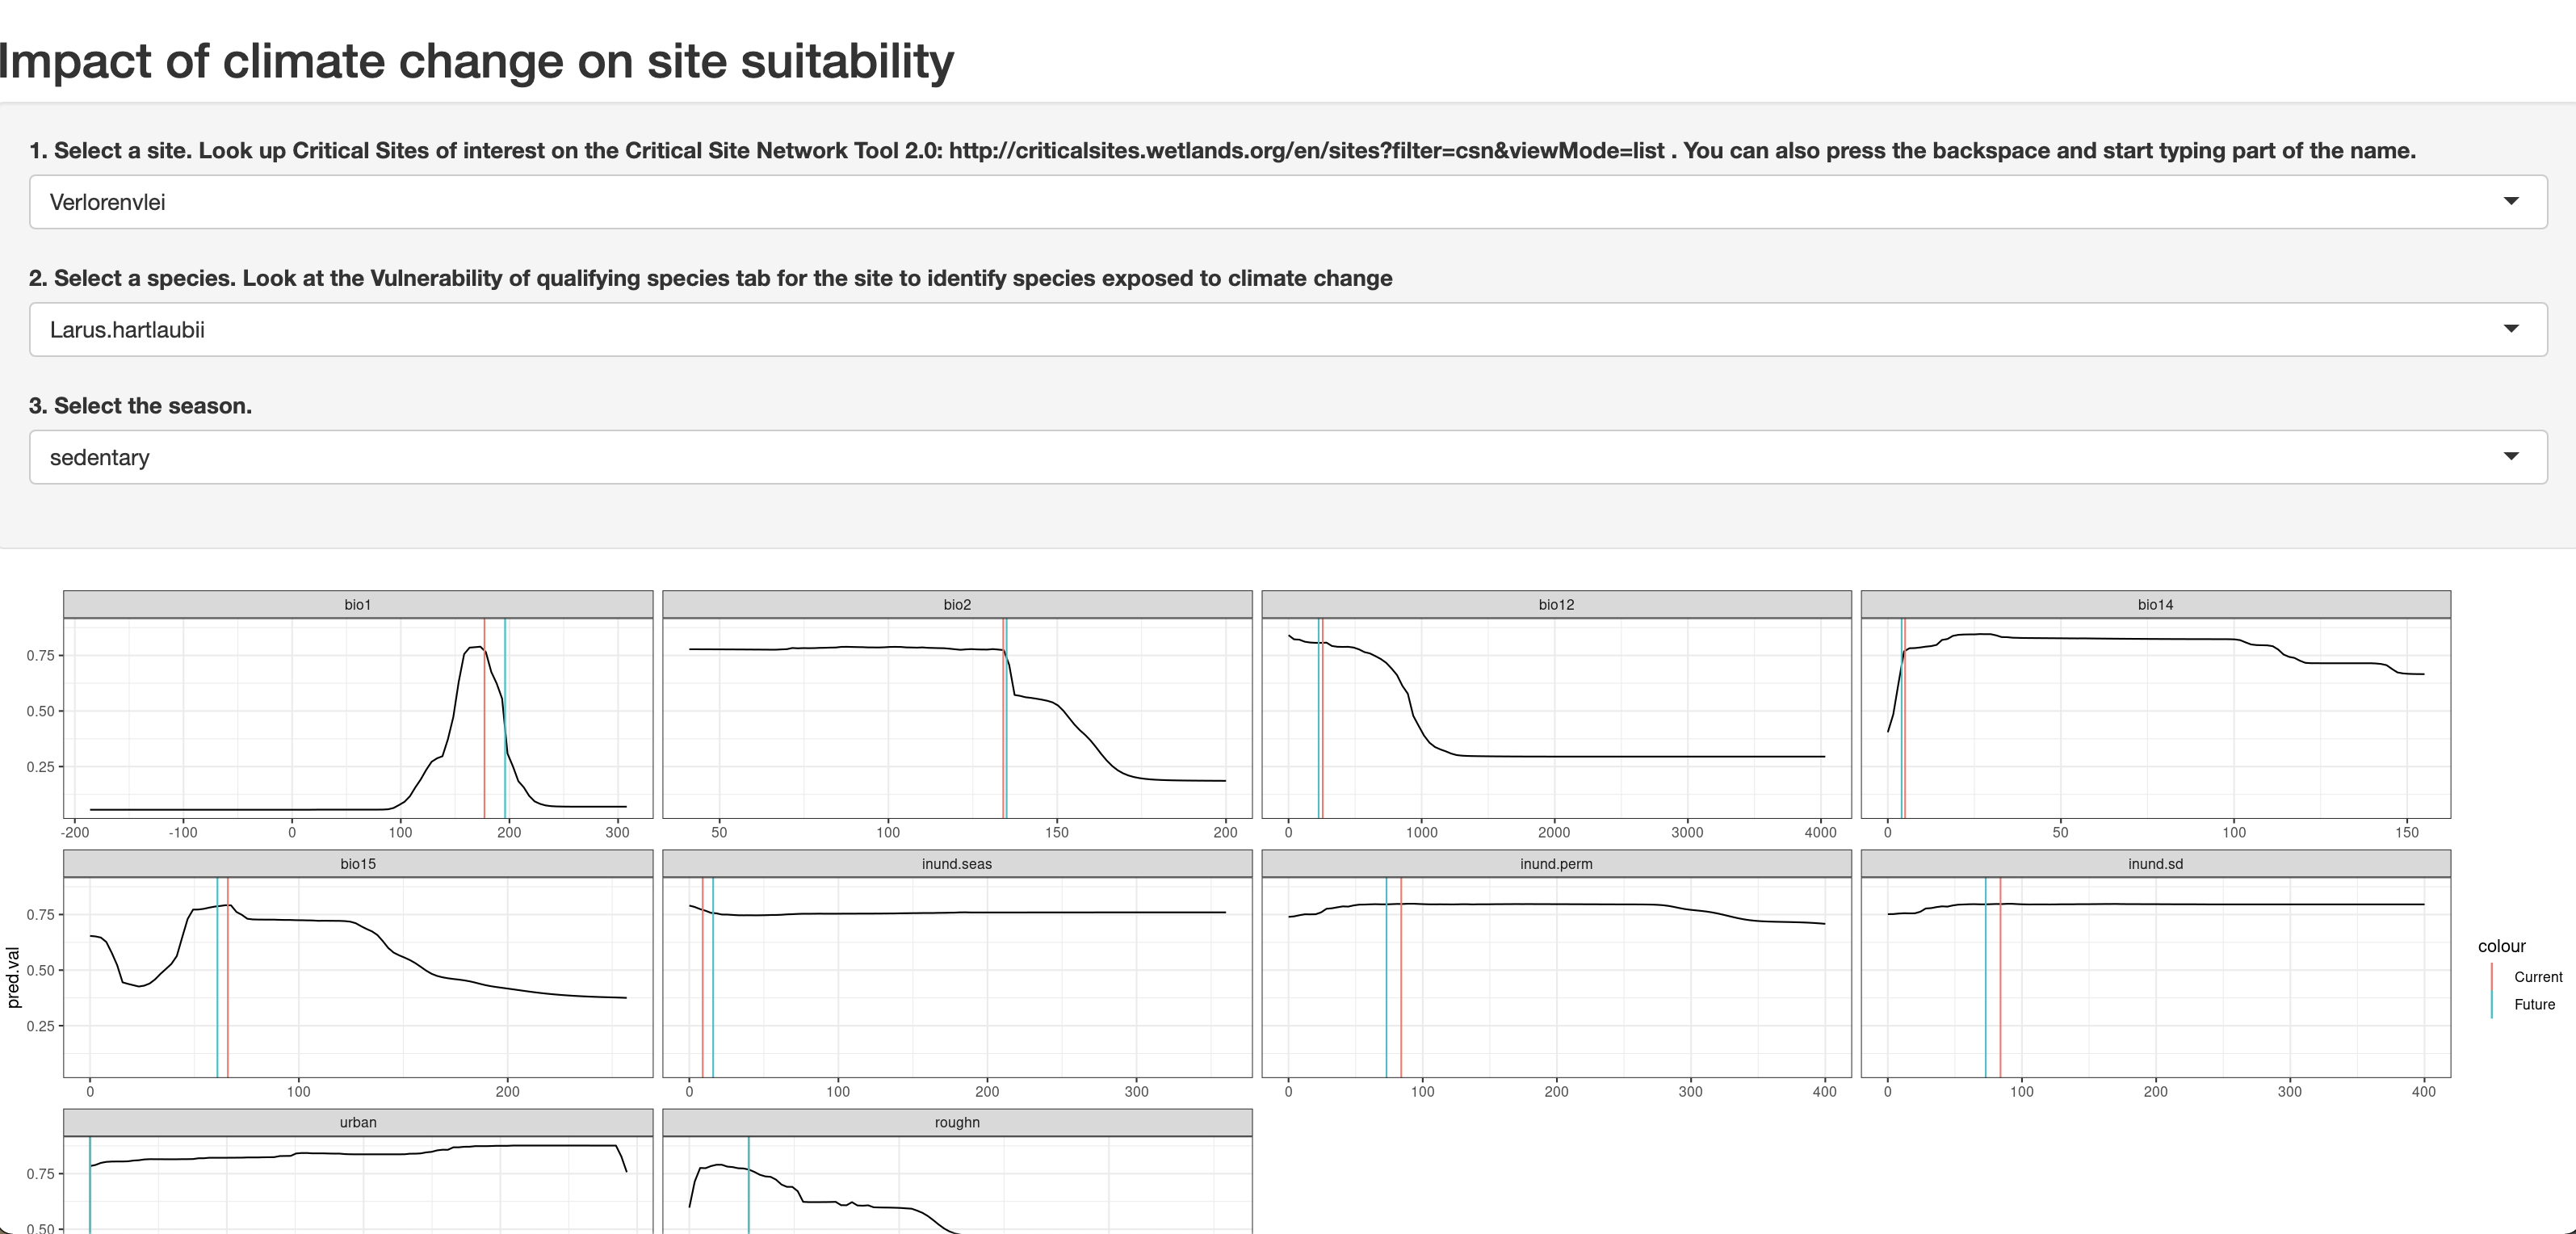 Impact of climate change on site suitability
1. Select a site. Look up Critical Sites of interest on the Critical Site Network Tool 2.0: http://criticalsites.wetlands.org/en/sites?filter=csn&viewMode=list . You can also press the backspace and start typing part of the name.
Verlorenvlei
2. Select a species. Look at the Vulnerability of qualifying species tab for the site to identify species exposed to climate change
Larus.hartlaubii
3. Select the season.
sedentary
bio1 bio2 bio12 bio14
0.75
0.50
0.25
-200 -100 0 100 200 300 50 100 150 200 0 1000 2000 3000 4000 0 50 100 150
bio15 inund.seas inund.perm inund.sd
0.75
0.50
0.25
pred.val
colour
Current
Future
0 100 200 0 100 200 300 0 100 200 300 400 0 100 200 300 400
urban roughn
0.75
0.50